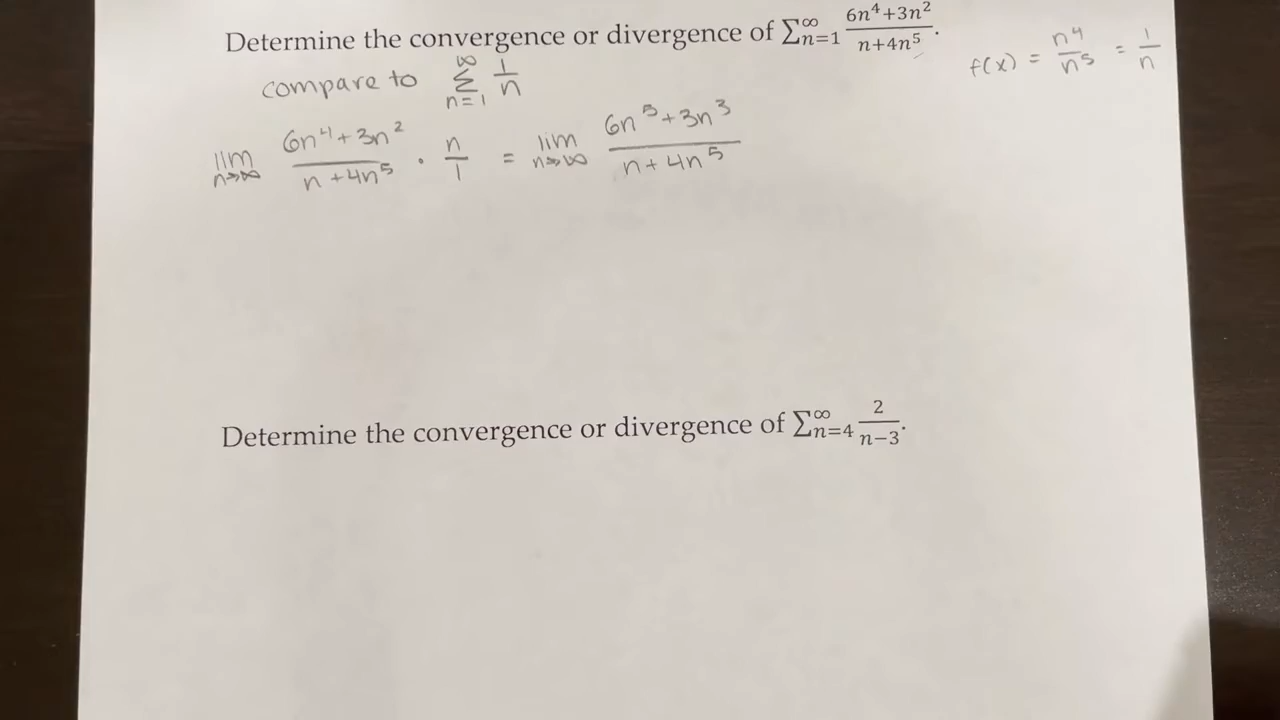 Determine the convergence or divergence of ∑_{n=1}^{∞} (6n⁴+3n²)/(n+4n⁵).
f(x) = n⁴/n⁵ = 1/n
compare to ∑_{n=1}^{∞} 1/n
lim_{n→∞} (6n⁴+3n²)/(n+4n⁵) · n/1 = lim_{n→∞} (6n⁵+3n³)/(n+4n⁵)
Determine the convergence or divergence of ∑_{n=4}^{∞} 2/(n−3).